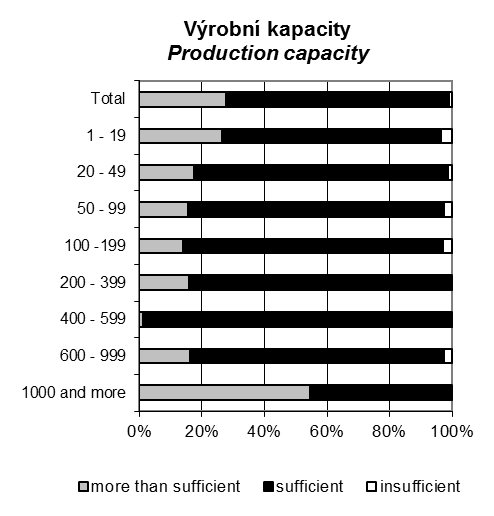 Výrobní kapacity
Production capacity
Total
1 - 19
20 - 49
50 - 99
100 -199
200 - 399
400 - 599
600 - 999
1000 and more
0% 20% 40% 60% 80% 100%
more than sufficient sufficient insufficient